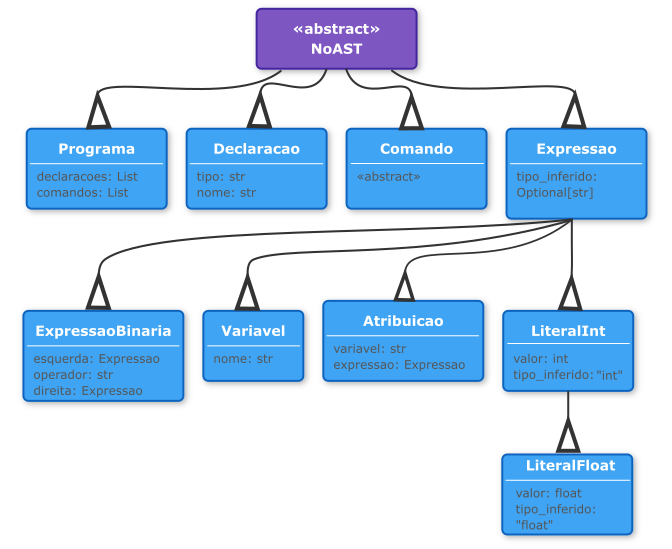 «abstract»
NoAST
Programa
declaracoes: List
comandos: List
Declaracao
tipo: str
nome: str
Comando
«abstract»
Expressao
tipo_inferido:
Optional[str]
ExpressaoBinaria
esquerda: Expressao
operador: str
direita: Expressao
Variavel
nome: str
Atribuicao
variavel: str
expressao: Expressao
LiteralInt
valor: int
tipo_inferido: "int"
LiteralFloat
valor: float
tipo_inferido:
"float"